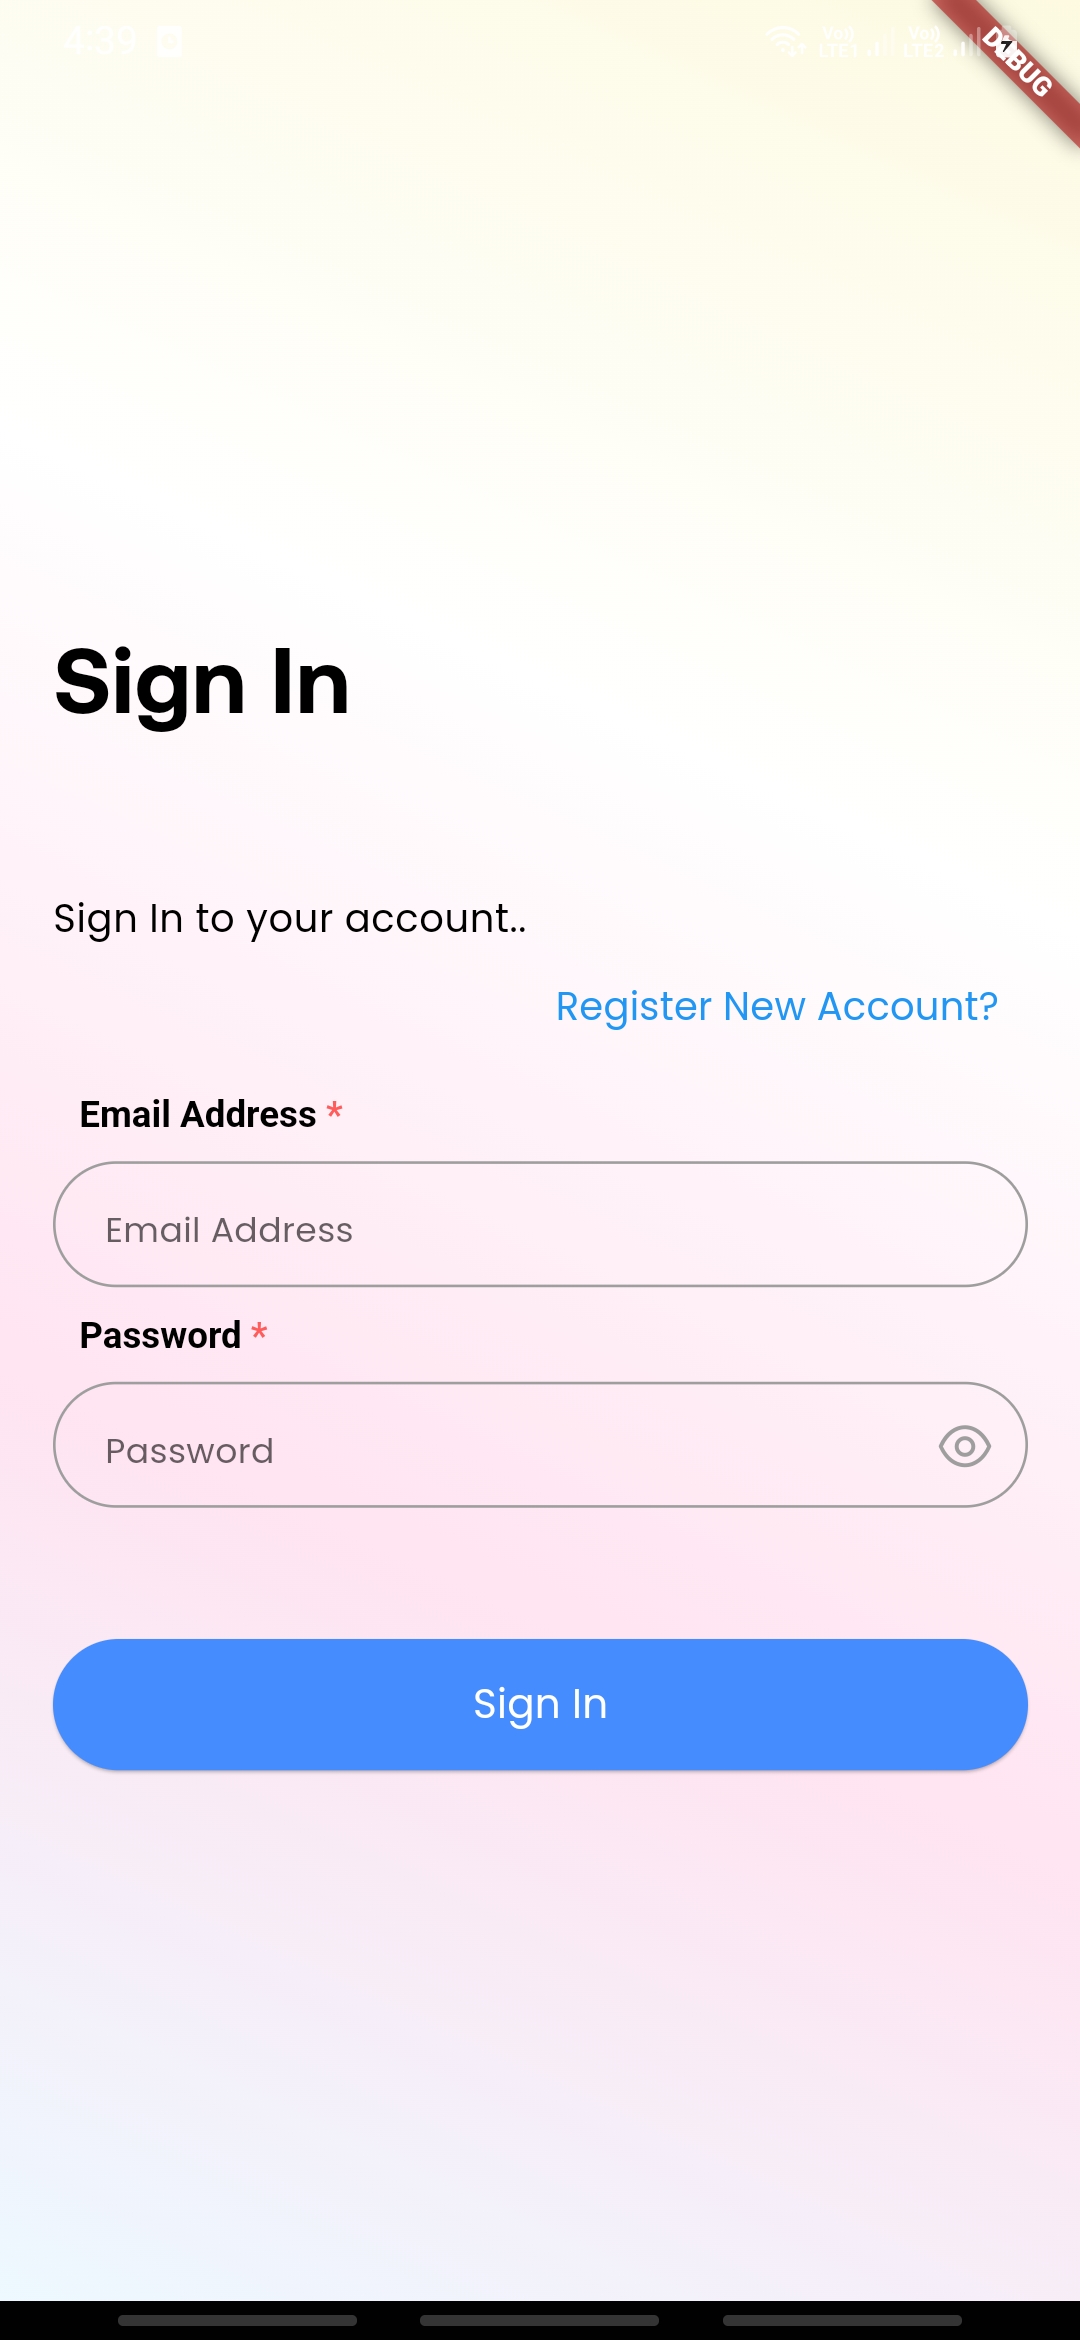 4:39
Vo)) LTE1 Vo)) LTE2
DEBUG
Sign In
Sign In to your account..
Register New Account?
Email Address *
Email Address
Password *
Password
Sign In